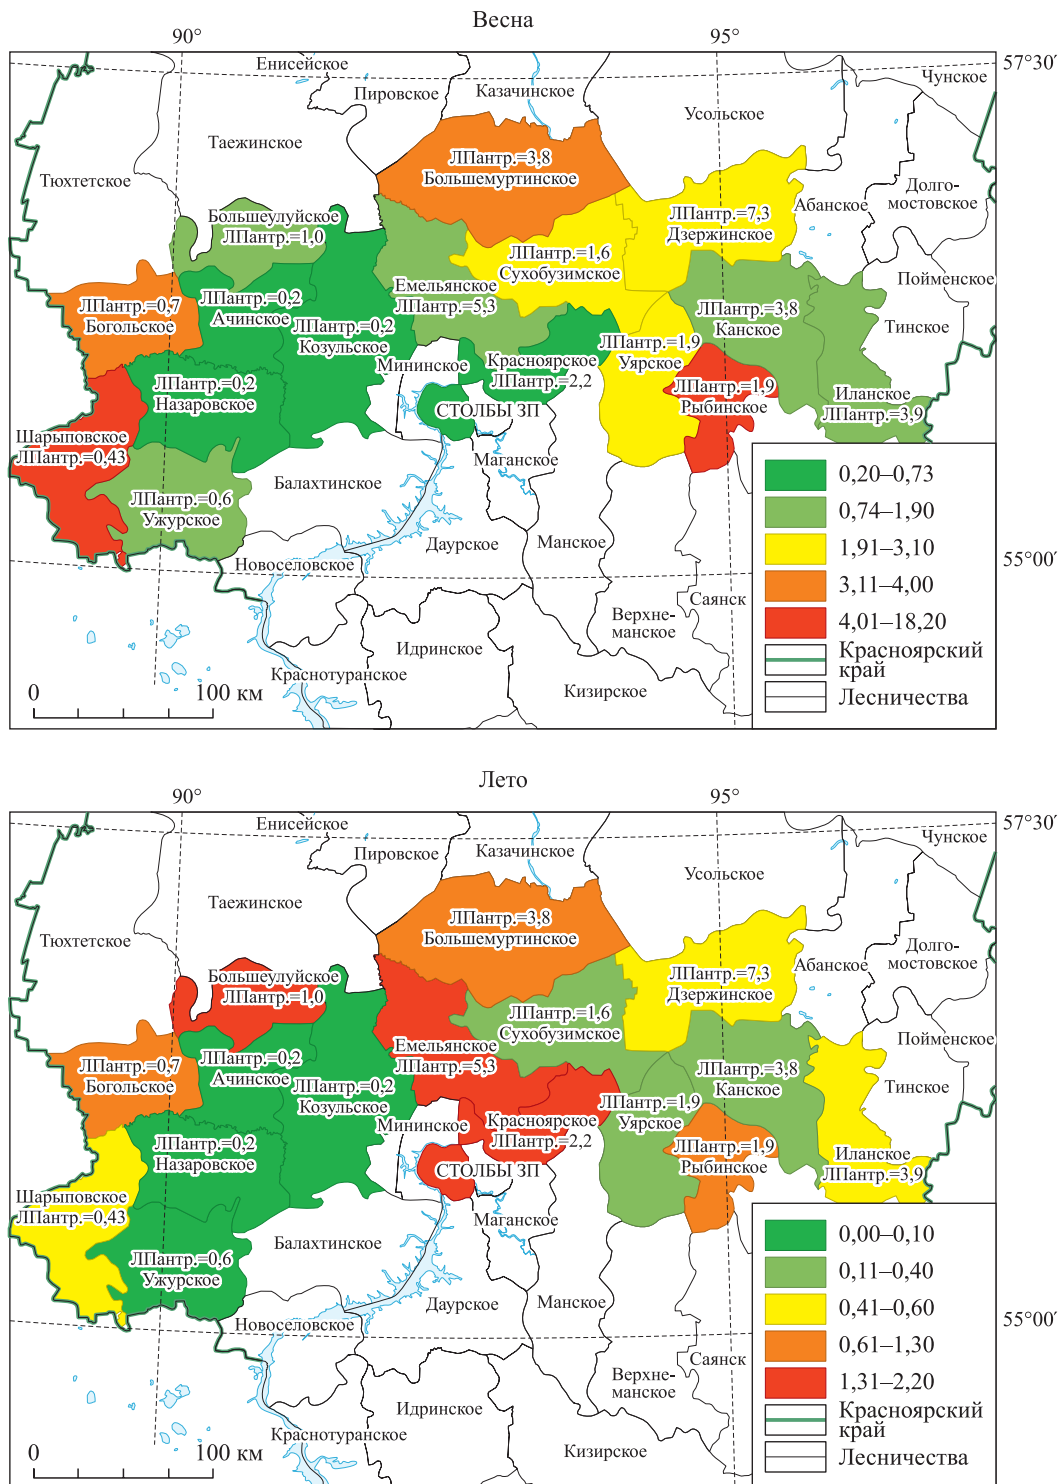 Весна
90°
95°
57°30′
Енисейское
Чунское
Пировское
Казачинское
Усольское
Таежинское
ЛПантр.=3,8
Большемуртинское
Тюхтетское
Долго-
мостовское
Абанское
Большеулуйское
ЛПантр.=1,0
ЛПантр.=7,3
Дзержинское
ЛПантр.=1,6
Сухобузимское
Пойменское
Емельянское
ЛПантр.=5,3
ЛПантр.=0,7
Богольское
ЛПантр.=0,2
Ачинское
ЛПантр.=3,8
Канское
Тинское
ЛПантр.=0,2
Козульское
ЛПантр.=1,9
Уярское
Мининское
Красноярское
ЛПантр.=2,2
ЛПантр.=0,2
Назаровское
ЛПантр.=1,9
Рыбинское
Иланское
ЛПантр.=3,9
СТОЛБЫ ЗП
Шарыповское
ЛПантр.=0,43
Маганское
Балахтинское
ЛПантр.=0,6
Ужурское
Даурское
Манское
Новоселовское
55°00′
Саянск
Верхне-
манское
Идринское
Краснотуранское
Кизирское
0
100 км
0,20–0,73
0,74–1,90
1,91–3,10
3,11–4,00
4,01–18,20
Красноярский
край
Лесничества
Лето
90°
95°
57°30′
Енисейское
Чунское
Пировское
Казачинское
Усольское
Таежинское
ЛПантр.=3,8
Большемуртинское
Тюхтетское
Долго-
мостовское
Абанское
Большеулуйское
ЛПантр.=1,0
ЛПантр.=7,3
Дзержинское
ЛПантр.=1,6
Сухобузимское
Пойменское
Емельянское
ЛПантр.=5,3
ЛПантр.=0,7
Богольское
ЛПантр.=0,2
Ачинское
ЛПантр.=3,8
Канское
Тинское
ЛПантр.=0,2
Козульское
ЛПантр.=1,9
Уярское
Мининское
Красноярское
ЛПантр.=2,2
ЛПантр.=0,2
Назаровское
ЛПантр.=1,9
Рыбинское
Иланское
ЛПантр.=3,9
СТОЛБЫ ЗП
Шарыповское
ЛПантр.=0,43
Маганское
Балахтинское
ЛПантр.=0,6
Ужурское
Даурское
Манское
Новоселовское
55°00′
Саянск
Верхне-
манское
Идринское
Краснотуранское
Кизирское
0
100 км
0,00–0,10
0,11–0,40
0,41–0,60
0,61–1,30
1,31–2,20
Красноярский
край
Лесничества